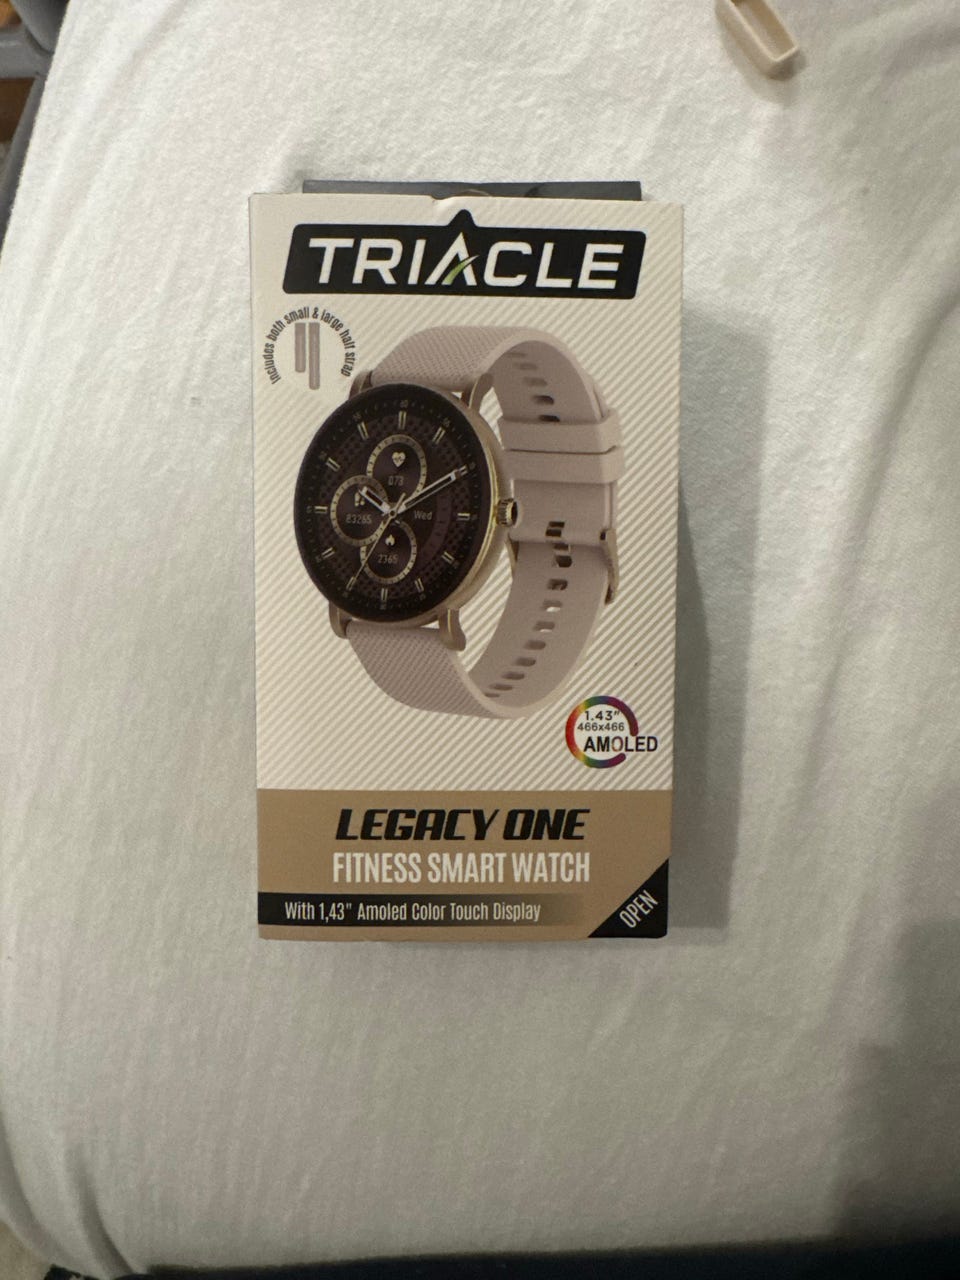 TRIACLE
Includes both small & large half strap
073
Wed
83265
2365
1.43"
466x466
AMOLED
LEGACY ONE
FITNESS SMART WATCH
With 1,43" Amoled Color Touch Display
OPEN